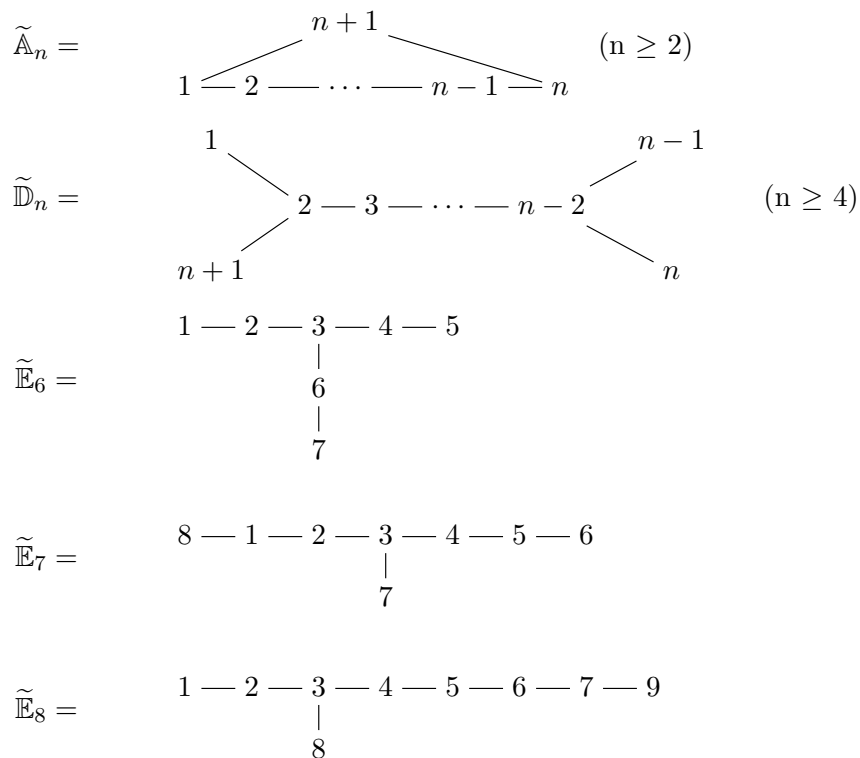 n + 1
Ã_n = (n ≥ 2)
1 2 ⋯ n − 1 n
1 n − 1
D̃_n = 2 3 ⋯ n − 2 (n ≥ 4)
n + 1 n
1 2 3 4 5
Ẽ_6 = 6
7
8 1 2 3 4 5 6
Ẽ_7 =
7
1 2 3 4 5 6 7 9
Ẽ_8 =
8